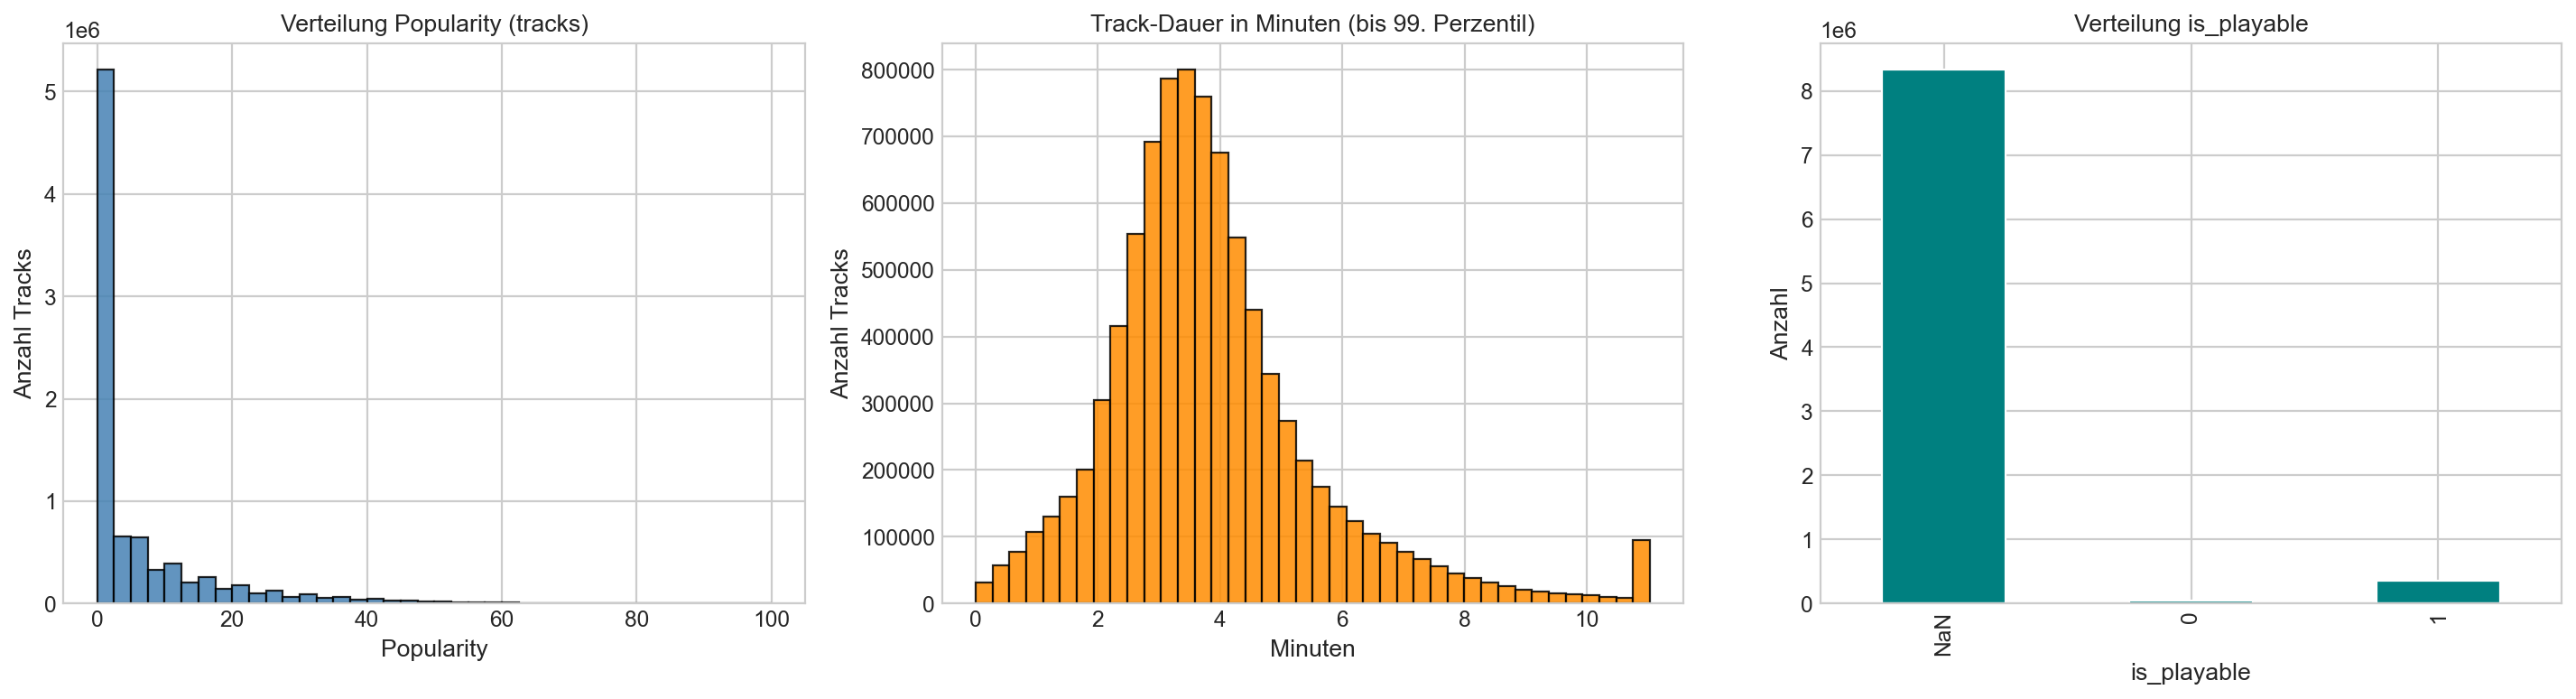 Verteilung Popularity (tracks)
1e6
5
4
3
2
1
0
Anzahl Tracks
0 20 40 60 80 100
Popularity
Track-Dauer in Minuten (bis 99. Perzentil)
800000
700000
600000
500000
400000
300000
200000
100000
0
Anzahl Tracks
0 2 4 6 8 10
Minuten
Verteilung is_playable
1e6
8
7
6
5
4
3
2
1
0
Anzahl
NaN 0 1
is_playable